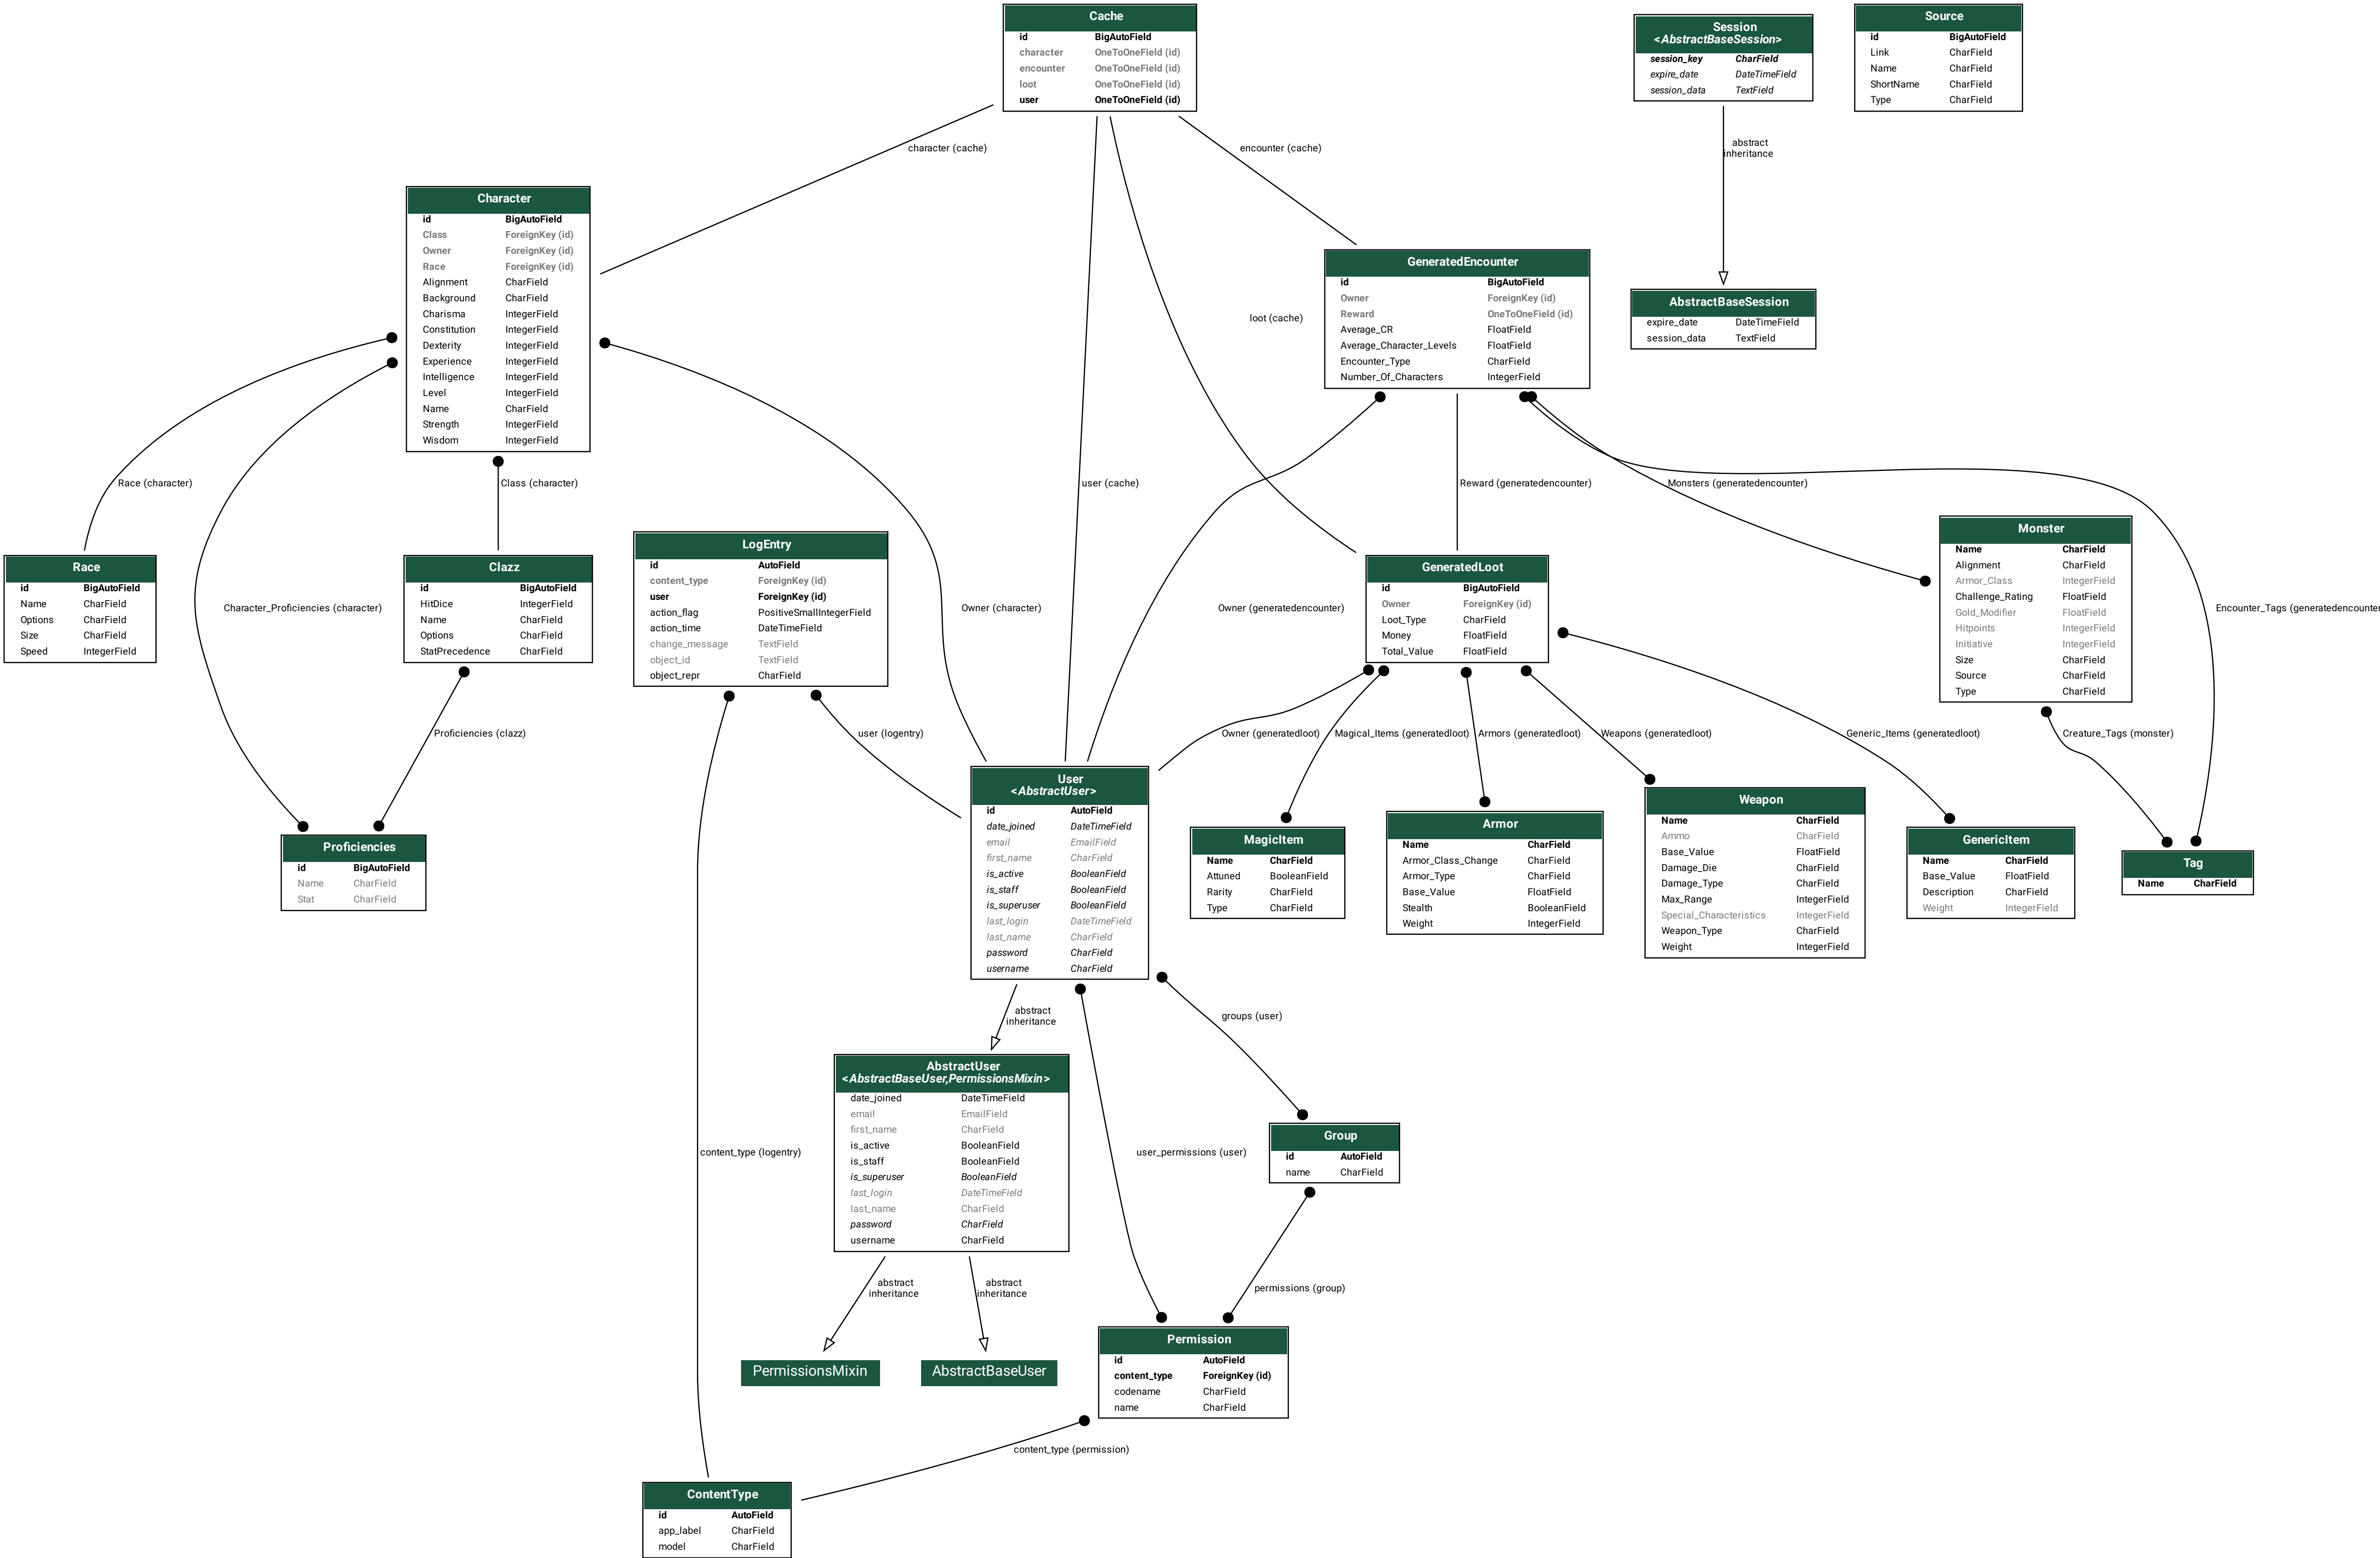 Cache
id BigAutoField
character OneToOneField (id)
encounter OneToOneField (id)
loot OneToOneField (id)
user OneToOneField (id)
Session
<AbstractBaseSession>
session_key CharField
expire_date DateTimeField
session_data TextField
Source
id BigAutoField
Link CharField
Name CharField
ShortName CharField
Type CharField
character (cache)
encounter (cache)
abstract
inheritance
Character
id BigAutoField
Class ForeignKey (id)
Owner ForeignKey (id)
Race ForeignKey (id)
Alignment CharField
Background CharField
Charisma IntegerField
Constitution IntegerField
Dexterity IntegerField
Experience IntegerField
Intelligence IntegerField
Level IntegerField
Name CharField
Strength IntegerField
Wisdom IntegerField
loot (cache)
GeneratedEncounter
id BigAutoField
Owner ForeignKey (id)
Reward OneToOneField (id)
Average_CR FloatField
Average_Character_Levels FloatField
Encounter_Type CharField
Number_Of_Characters IntegerField
AbstractBaseSession
expire_date DateTimeField
session_data TextField
Race (character)
Class (character)
user (cache)
Reward (generatedencounter)
Monsters (generatedencounter)
Race
id BigAutoField
Name CharField
Options CharField
Size CharField
Speed IntegerField
Character_Proficiencies (character)
Clazz
id BigAutoField
HitDice IntegerField
Name CharField
Options CharField
StatPrecedence CharField
LogEntry
id AutoField
content_type ForeignKey (id)
user ForeignKey (id)
action_flag PositiveSmallIntegerField
action_time DateTimeField
change_message TextField
object_id TextField
object_repr CharField
Owner (character)
Owner (generatedencounter)
GeneratedLoot
id BigAutoField
Owner ForeignKey (id)
Loot_Type CharField
Money FloatField
Total_Value FloatField
Monster
Name CharField
Alignment CharField
Armor_Class IntegerField
Challenge_Rating FloatField
Gold_Modifier FloatField
Hitpoints IntegerField
Initiative IntegerField
Size CharField
Source CharField
Type CharField
Encounter_Tags (generatedencounter
Proficiencies (clazz)
user (logentry)
Owner (generatedloot)
Magical_Items (generatedloot)
Armors (generatedloot)
Weapons (generatedloot)
Generic_Items (generatedloot)
Creature_Tags (monster)
Proficiencies
id BigAutoField
Name CharField
Stat CharField
User
<AbstractUser>
id AutoField
date_joined DateTimeField
email EmailField
first_name CharField
is_active BooleanField
is_staff BooleanField
is_superuser BooleanField
last_login DateTimeField
last_name CharField
password CharField
username CharField
MagicItem
Name CharField
Attuned BooleanField
Rarity CharField
Type CharField
Armor
Name CharField
Armor_Class_Change CharField
Armor_Type CharField
Base_Value FloatField
Stealth BooleanField
Weight IntegerField
Weapon
Name CharField
Ammo CharField
Base_Value FloatField
Damage_Die CharField
Damage_Type CharField
Max_Range IntegerField
Special_Characteristics IntegerField
Weapon_Type CharField
Weight IntegerField
GenericItem
Name CharField
Base_Value FloatField
Description CharField
Weight IntegerField
Tag
Name CharField
abstract
inheritance
groups (user)
AbstractUser
<AbstractBaseUser,PermissionsMixin>
date_joined DateTimeField
email EmailField
first_name CharField
is_active BooleanField
is_staff BooleanField
is_superuser BooleanField
last_login DateTimeField
last_name CharField
password CharField
username CharField
content_type (logentry)
user_permissions (user)
Group
id AutoField
name CharField
abstract
inheritance
abstract
inheritance
permissions (group)
PermissionsMixin
AbstractBaseUser
Permission
id AutoField
content_type ForeignKey (id)
codename CharField
name CharField
content_type (permission)
ContentType
id AutoField
app_label CharField
model CharField